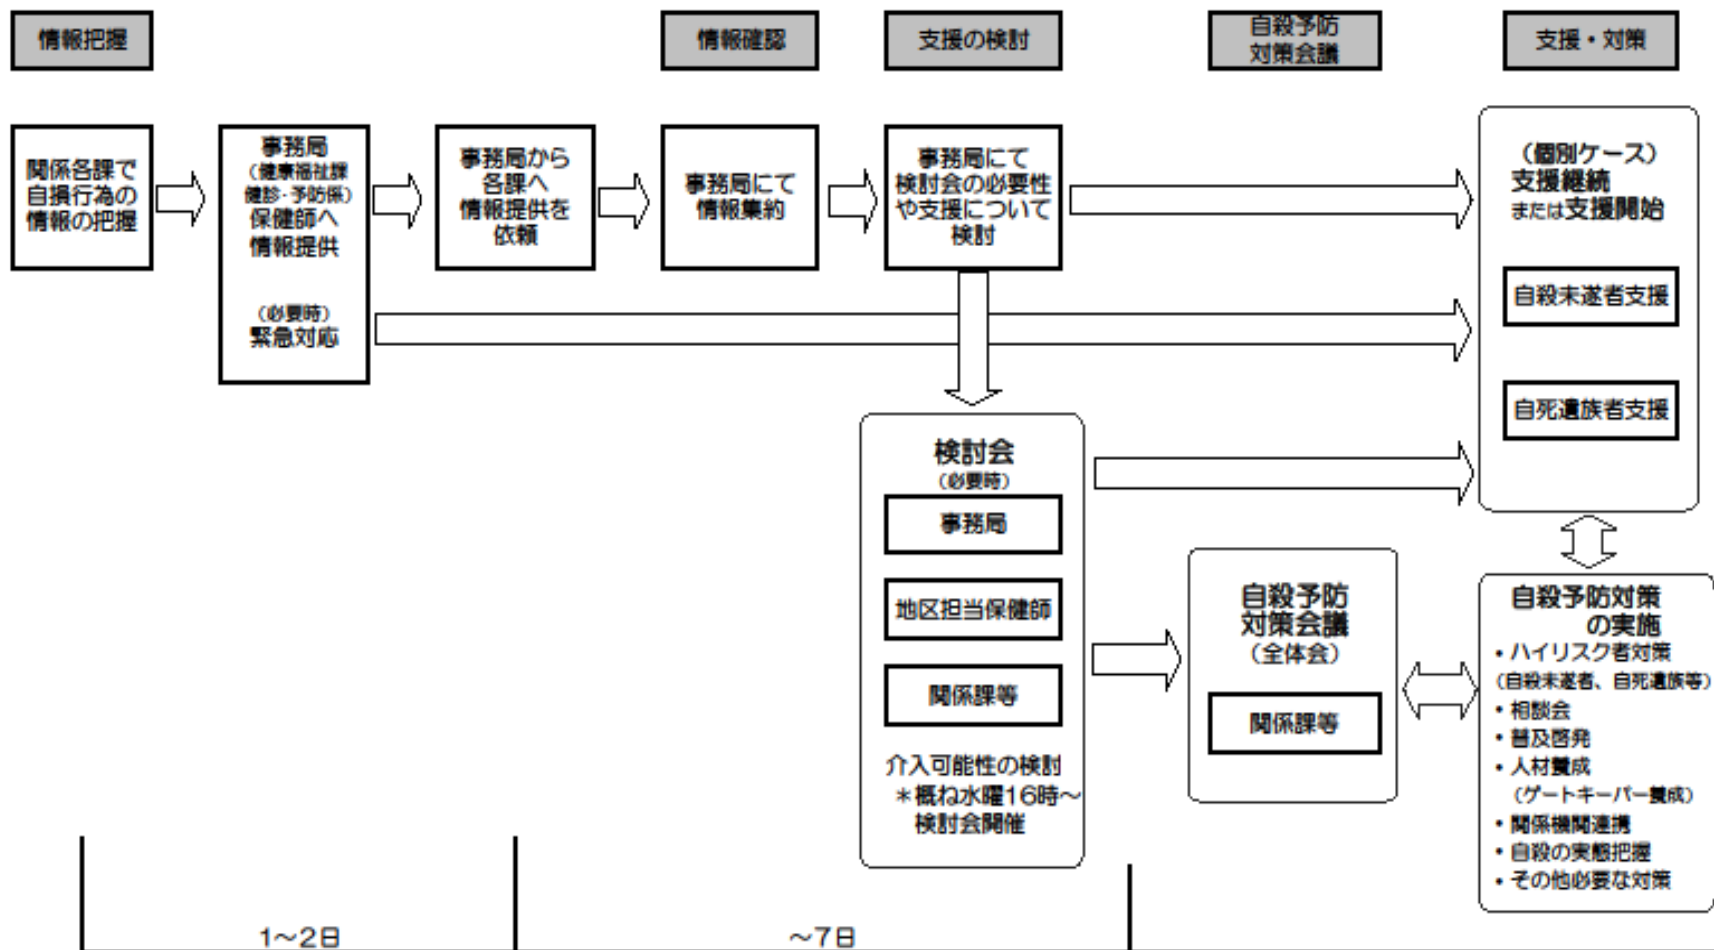 情報把握
情報確認
支援の検討
自殺予防
対策会議
支援・対策
関係各課で
自損行為の
情報の把握
事務局
（健康福祉課
健診・予防係）
保健師へ
情報提供
（必要時）
緊急対応
事務局から
各課へ
情報提供を
依頼
事務局にて
情報集約
事務局にて
検討会の必要性
や支援について
検討
（個別ケース）
支援継続
または支援開始
自殺未遂者支援
自死遺族者支援
検討会
（必要時）
事務局
地区担当保健師
関係課等
介入可能性の検討
＊概ね水曜16時～
検討会開催
自殺予防
対策会議
（全体会）
関係課等
自殺予防対策
の実施
・ハイリスク者対策
（自殺未遂者、自死遺族等）
・相談会
・普及啓発
・人材養成
（ゲートキーパー養成）
・関係機関連携
・自殺の実態把握
・その他必要な対策
1～2日
～7日